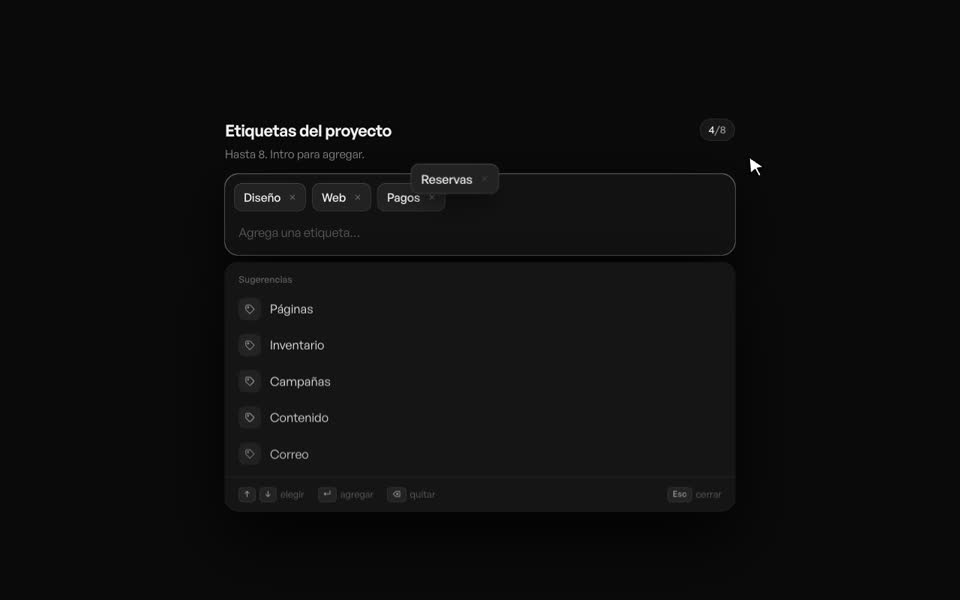 Etiquetas del proyecto
4/8
Hasta 8. Intro para agregar.
Reservas
Diseño
Web
Pagos
Agrega una etiqueta...
Sugerencias
Páginas
Inventario
Campañas
Contenido
Correo
elegir
agregar
quitar
Esc cerrar